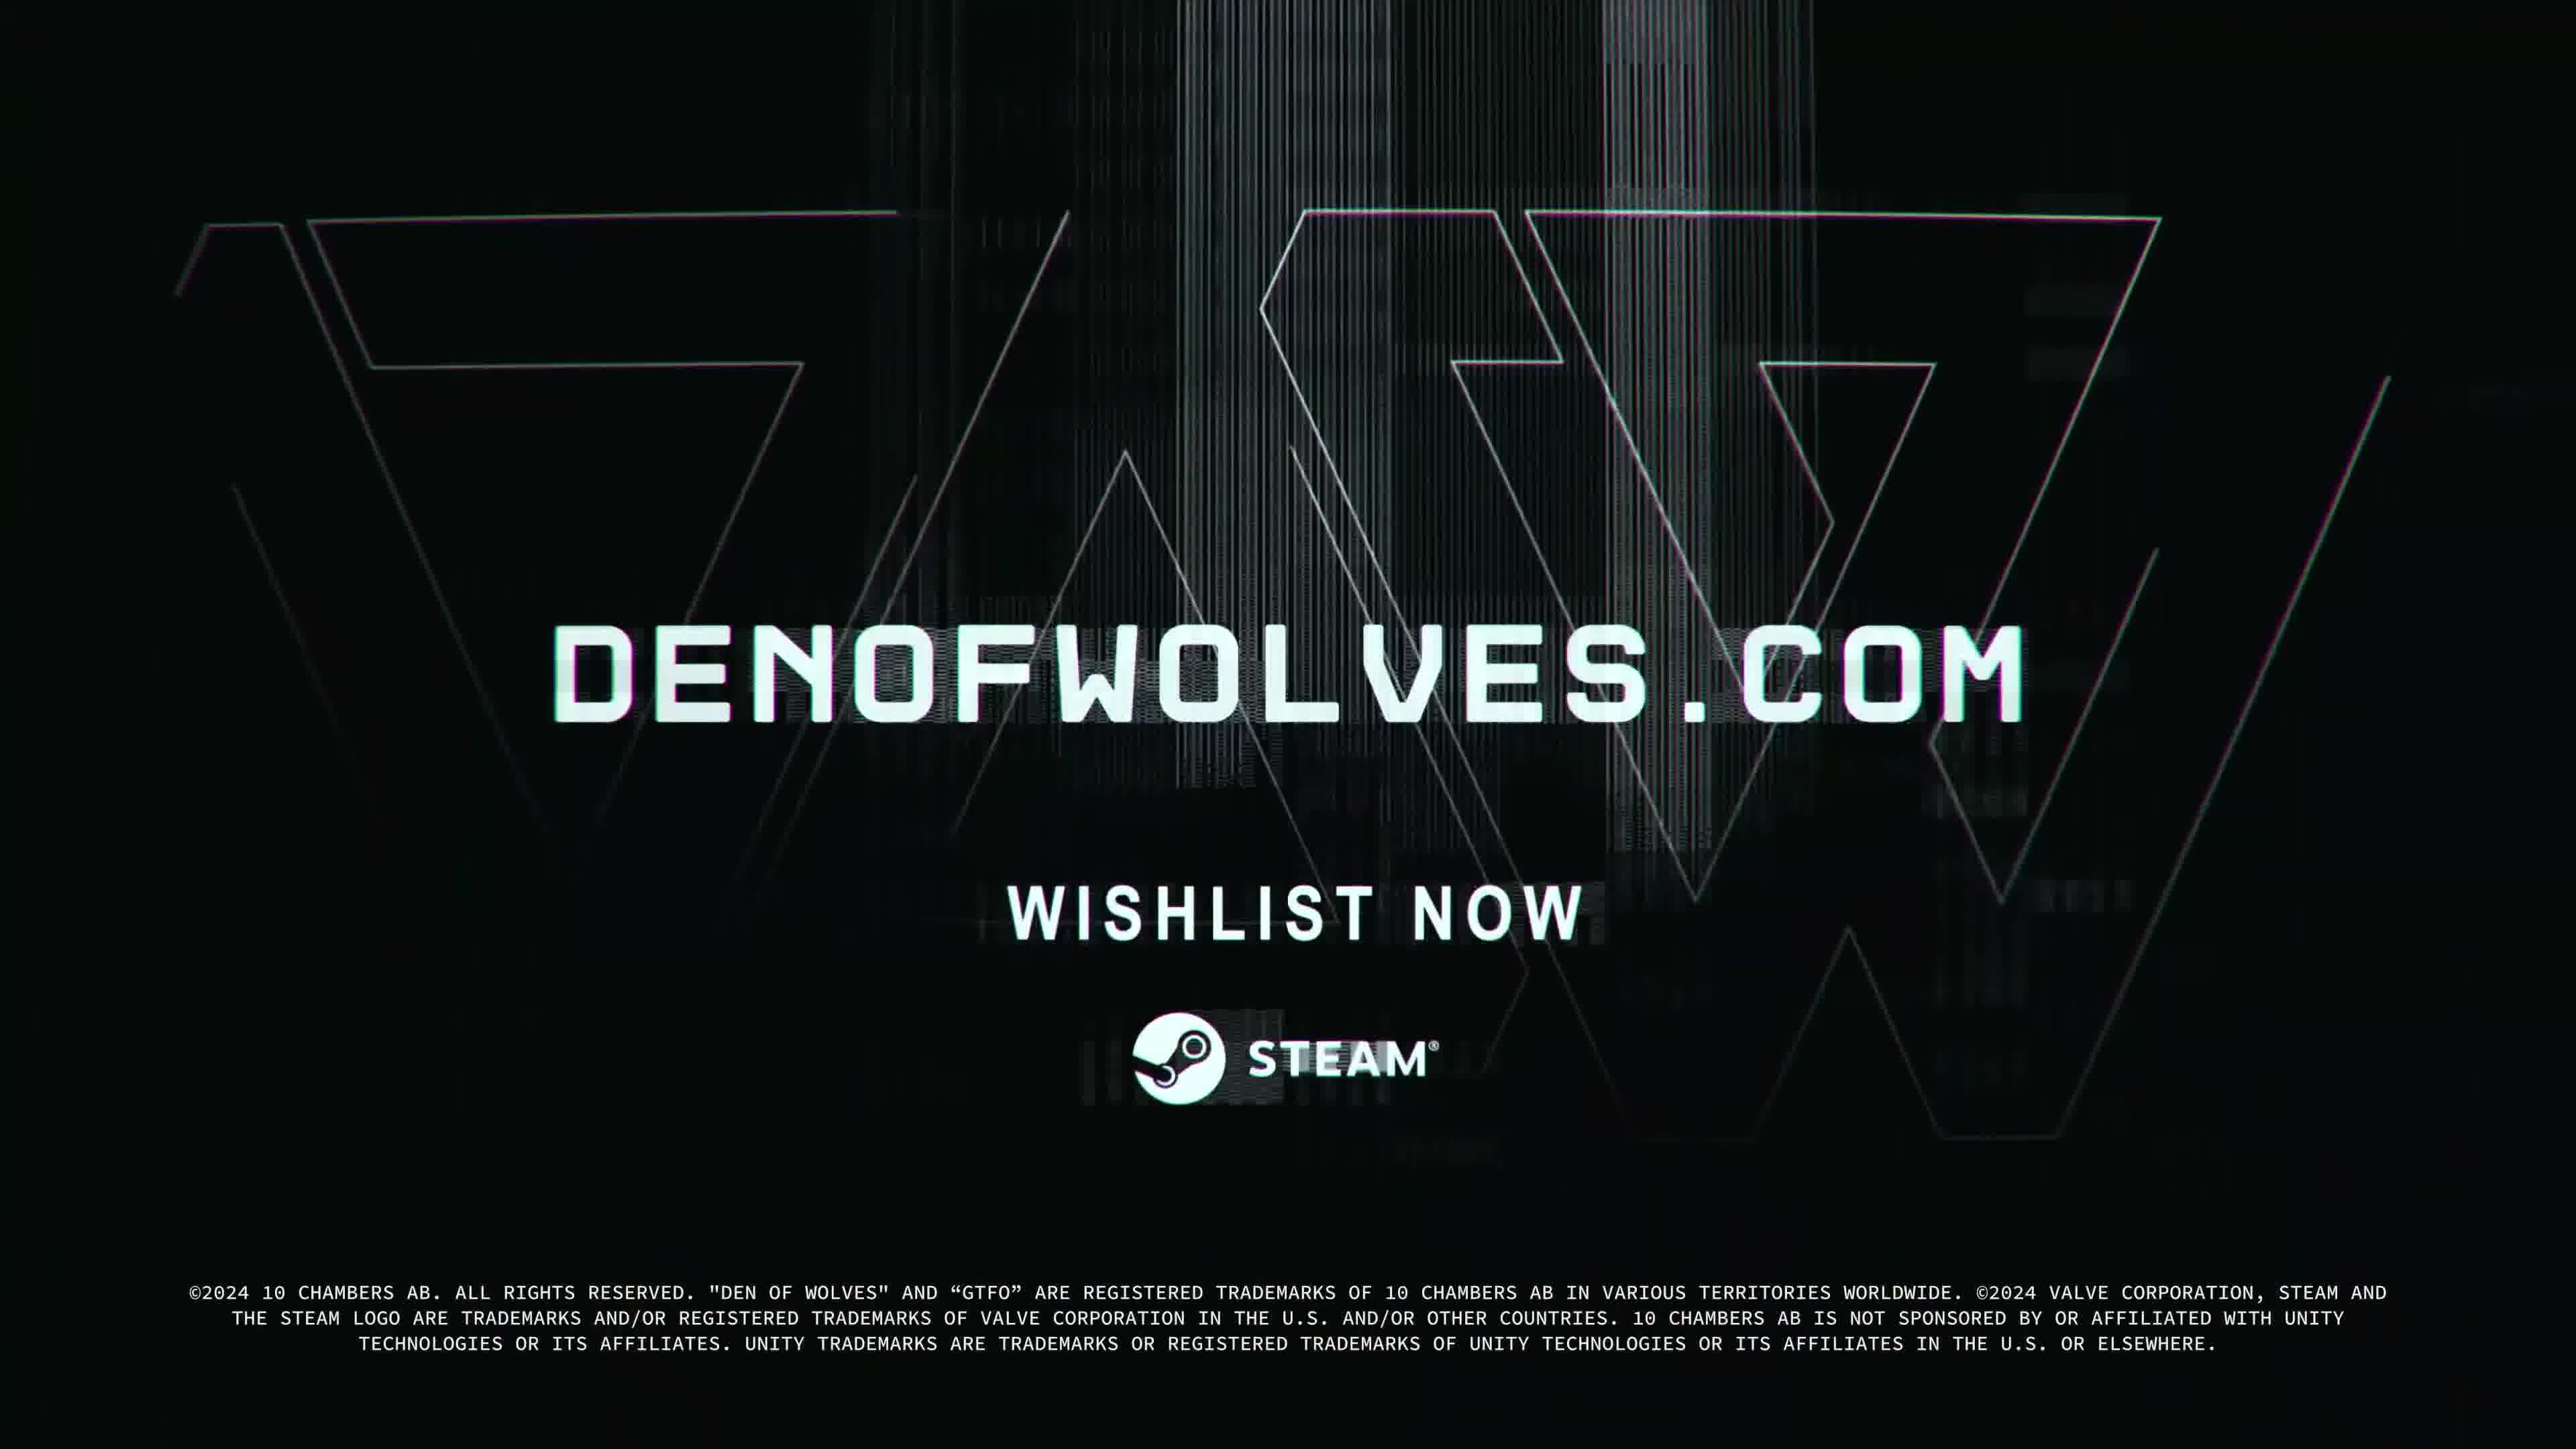 DENOFWOLVES.COM
WISHLIST NOW
STEAM®
©2024 10 CHAMBERS AB. ALL RIGHTS RESERVED. "DEN OF WOLVES" AND “GTFO” ARE REGISTERED TRADEMARKS OF 10 CHAMBERS AB IN VARIOUS TERRITORIES WORLDWIDE. ©2024 VALVE CORPORATION, STEAM AND
THE STEAM LOGO ARE TRADEMARKS AND/OR REGISTERED TRADEMARKS OF VALVE CORPORATION IN THE U.S. AND/OR OTHER COUNTRIES. 10 CHAMBERS AB IS NOT SPONSORED BY OR AFFILIATED WITH UNITY
TECHNOLOGIES OR ITS AFFILIATES. UNITY TRADEMARKS ARE TRADEMARKS OR REGISTERED TRADEMARKS OF UNITY TECHNOLOGIES OR ITS AFFILIATES IN THE U.S. OR ELSEWHERE.